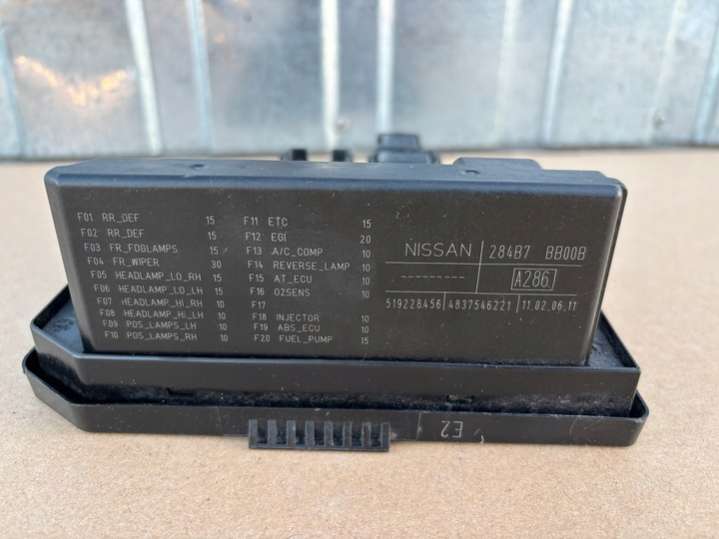 F01 RR_DEF 15
F02 RR_DEF 15
F03 FR_FOGLAMPS 15
F04 FR_WIPER 30
F05 HEADLAMP_LO_RH 15
F06 HEADLAMP_LO_LH 15
F07 HEADLAMP_HI_RH 10
F08 HEADLAMP_Hi_LH 10
F09 POS_LAMPS_LH 10
F10 POS_LAMPS_RH 10
F11 ETC 15
F12 EGI 20
F13 A/C_COMP 10
F14 REVERSE_LAMP 10
F15 AT_ECU 10
F16 O2SENS 10
F17
F18 INJECTOR 10
F19 ABS_ECU 10
F20 FUEL_PUMP 15
NISSAN 284B7 BB00B
--------- A286
519228456 4837546221 11.02.06.11
E2